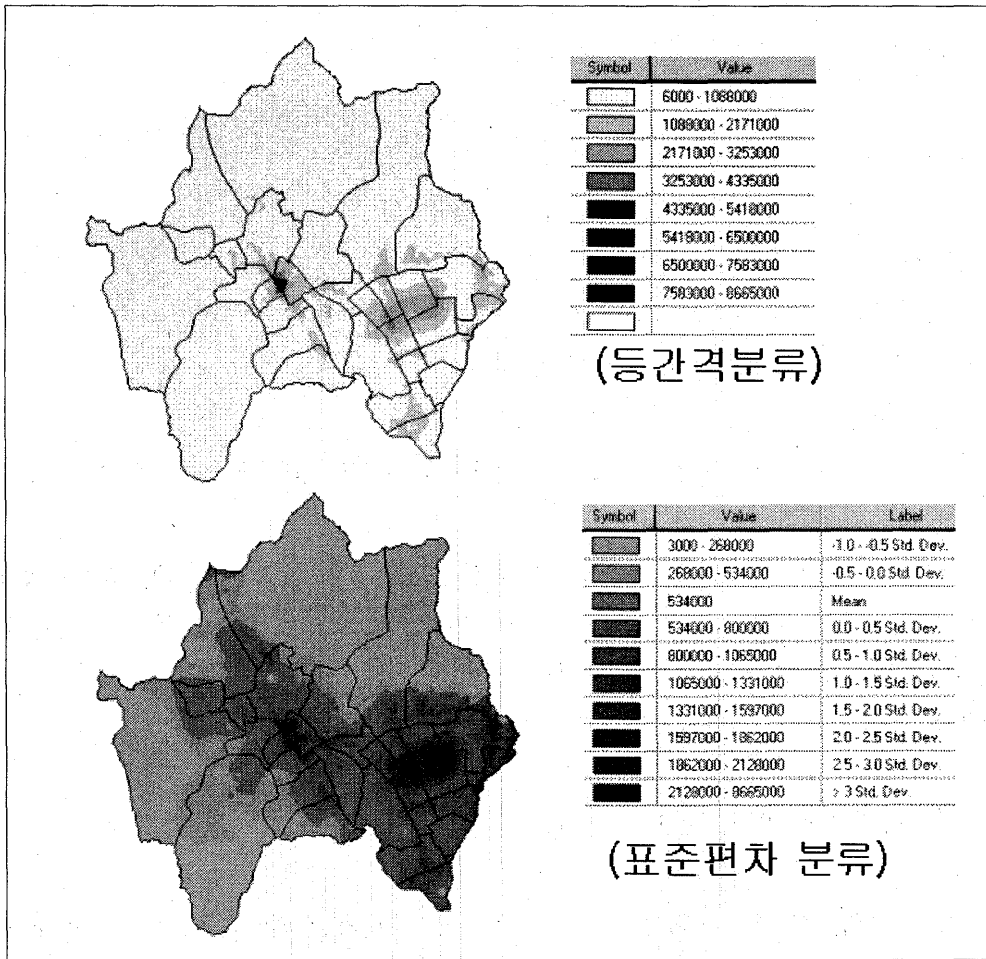 Symbol Value
6000 - 1088000
1088000 - 2171000
2171000 - 3253000
3253000 - 4335000
4335000 - 5418000
5418000 - 6500000
6500000 - 7583000
7583000 - 8665000
(등간격분류)
Symbol Value Label
3000 - 268000 -1.0 - -0.5 Std. Dev.
268000 - 534000 -0.5 - 0.0 Std. Dev.
534000 Mean
534000 - 800000 0.0 - 0.5 Std. Dev.
800000 - 1065000 0.5 - 1.0 Std. Dev.
1065000 - 1331000 1.0 - 1.5 Std. Dev.
1331000 - 1597000 1.5 - 2.0 Std. Dev.
1597000 - 1862000 2.0 - 2.5 Std. Dev.
1862000 - 2128000 2.5 - 3.0 Std. Dev.
2128000 - 8665000 > 3 Std. Dev.
(표준편차 분류)